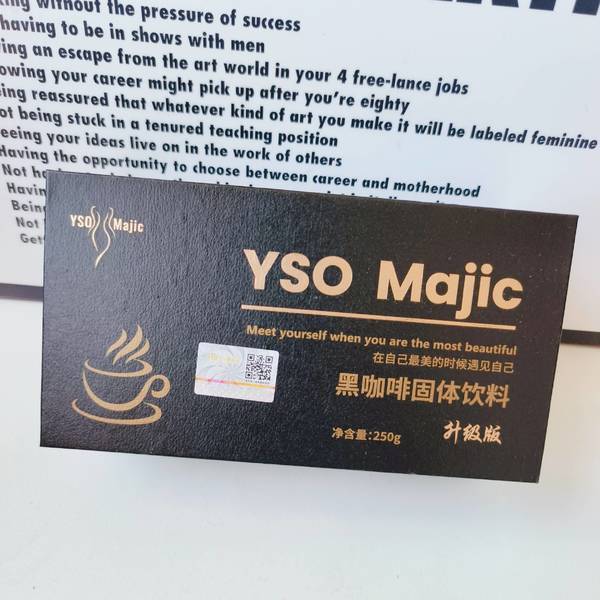 ing without the pressure of success
having to be in shows with men
ing an escape from the art world in your 4 free-lance jobs
owing your career might pick up after you're eighty
eing reassured that whatever kind of art you make it will be labeled feminine
ot being stuck in a tenured teaching position
eeing your ideas live on in the work of others
Having the opportunity to choose between career and motherhood
Not
Havin
Bein
Not
Get
YSO Majic
YSO Majic
Meet yourself when you are the most beautiful
在自己最美的时候遇见自己
黑咖啡固体饮料
净含量:250g
升级版